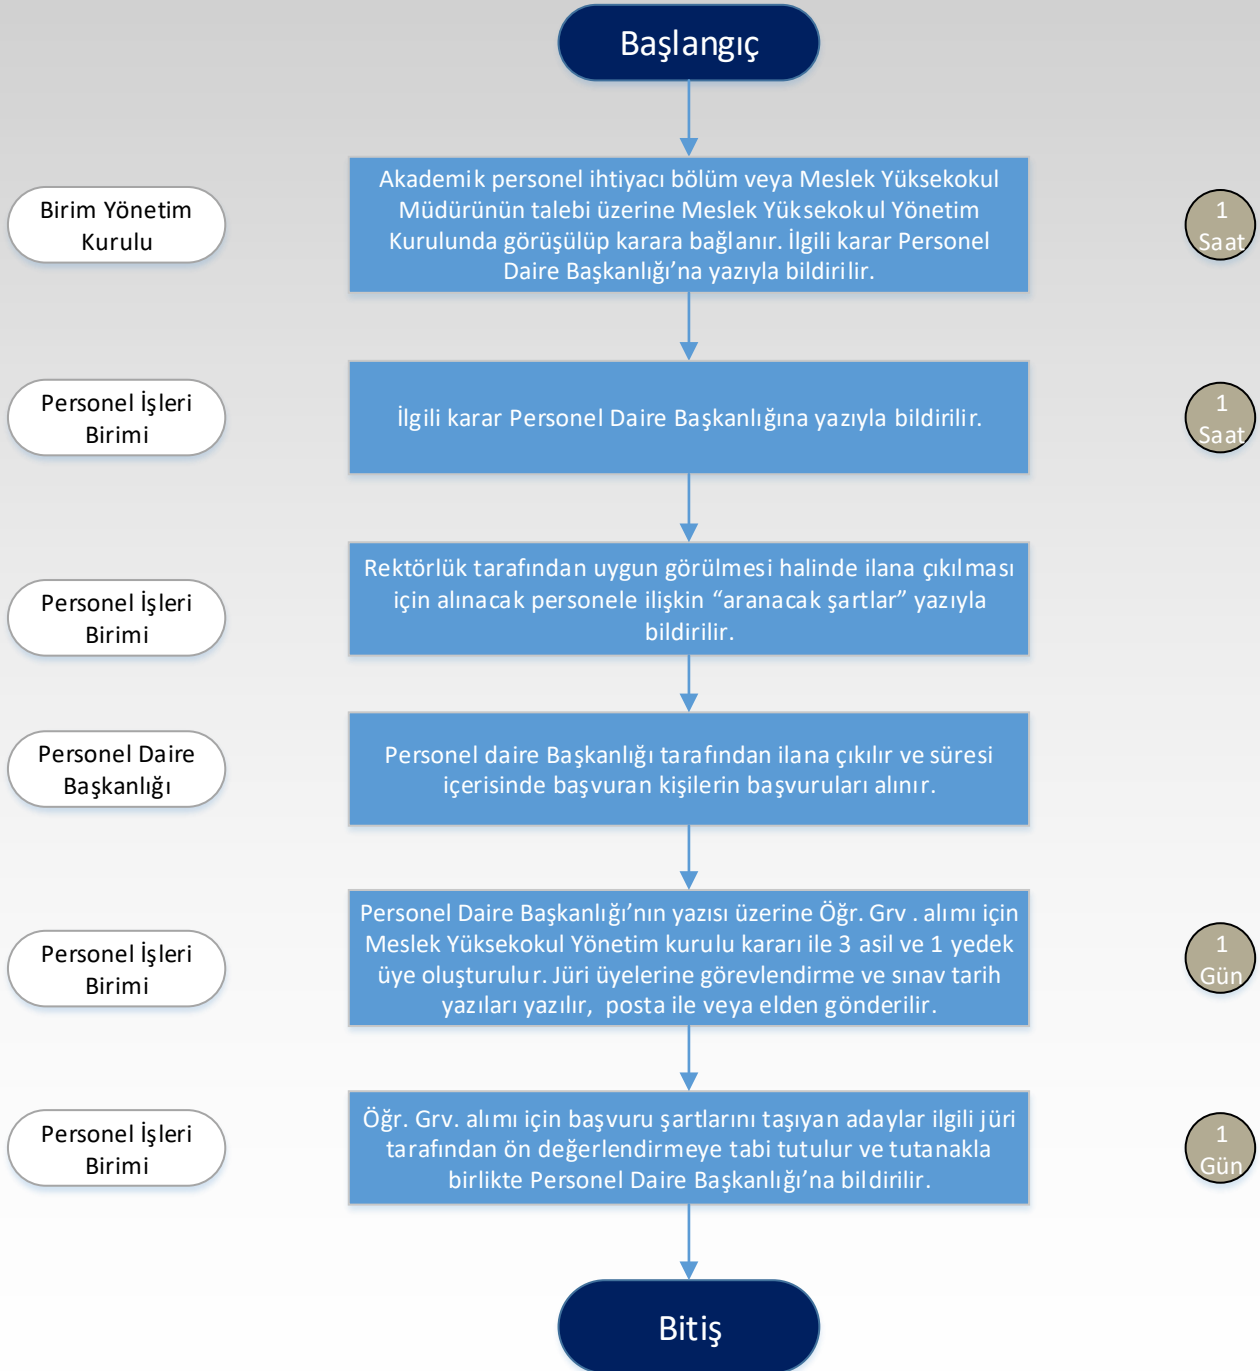 Başlangıç
Birim Yönetim
Kurulu
Akademik personel ihtiyacı bölüm veya Meslek Yüksekokul
Müdürünün talebi üzerine Meslek Yüksekokul Yönetim
Kurulunda görüşülüp karara bağlanır. İlgili karar Personel
Daire Başkanlığı’na yazıyla bildirilir.
1
Saat
Personel İşleri
Birimi
İlgili karar Personel Daire Başkanlığına yazıyla bildirilir.
1
Saat
Personel İşleri
Birimi
Rektörlük tarafından uygun görülmesi halinde ilana çıkılması
için alınacak personele ilişkin “aranacak şartlar” yazıyla
bildirilir.
Personel Daire
Başkanlığı
Personel daire Başkanlığı tarafından ilana çıkılır ve süresi
içerisinde başvuran kişilerin başvuruları alınır.
Personel İşleri
Birimi
Personel Daire Başkanlığı’nın yazısı üzerine Öğr. Grv . alımı için
Meslek Yüksekokul Yönetim kurulu kararı ile 3 asil ve 1 yedek
üye oluşturulur. Jüri üyelerine görevlendirme ve sınav tarih
yazıları yazılır, posta ile veya elden gönderilir.
1
Gün
Personel İşleri
Birimi
Öğr. Grv. alımı için başvuru şartlarını taşıyan adaylar ilgili jüri
tarafından ön değerlendirmeye tabi tutulur ve tutanakla
birlikte Personel Daire Başkanlığı’na bildirilir.
1
Gün
Bitiş